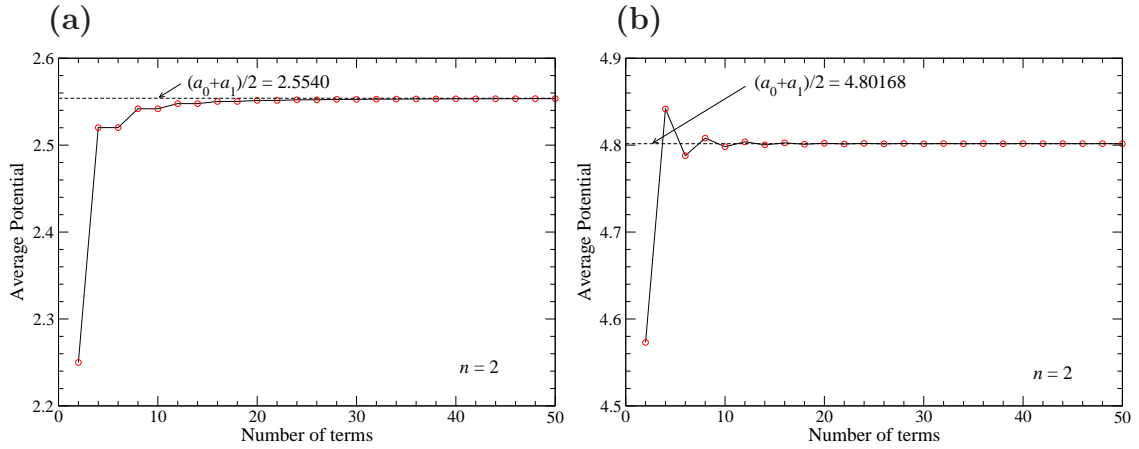 (a)
2.6
2.5
2.4
2.3
2.2
Average Potential
(a₀+a₁)/2 = 2.5540
n = 2
0 10 20 30 40 50
Number of terms
(b)
4.9
4.8
4.7
4.6
4.5
Average Potential
(a₀+a₁)/2 = 4.80168
n = 2
0 10 20 30 40 50
Number of terms